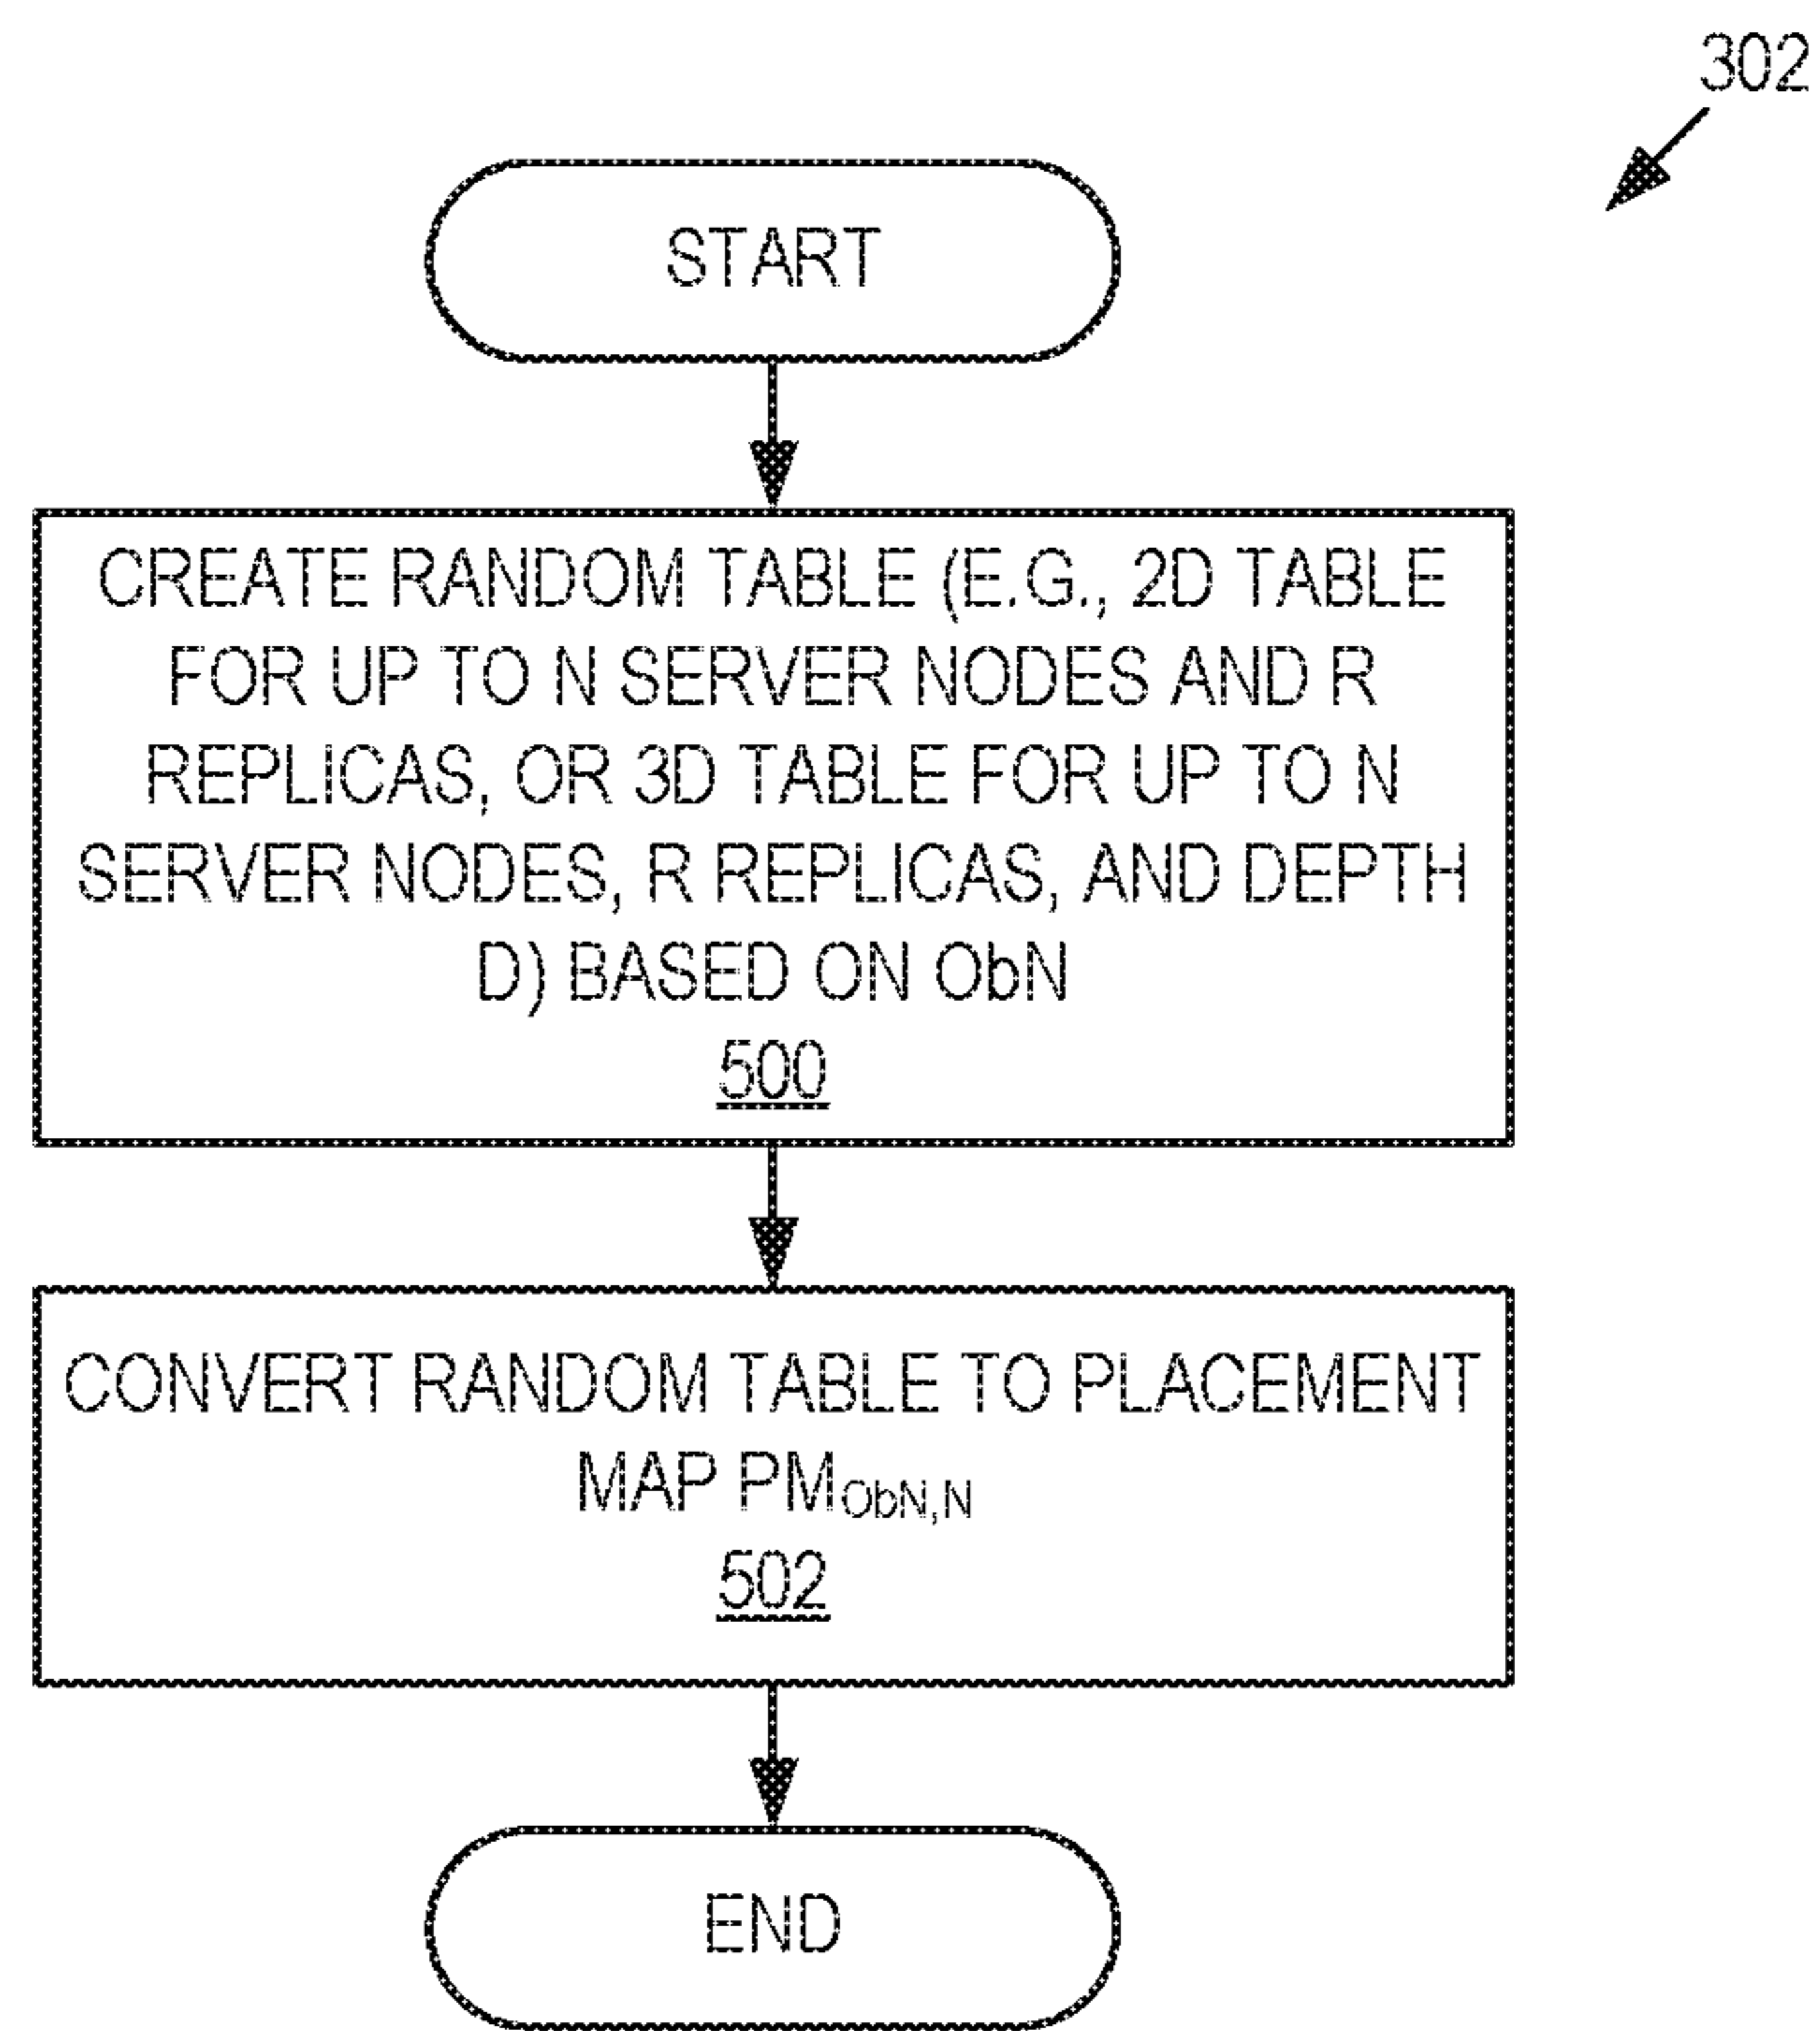 302
START
CREATE RANDOM TABLE (E.G., 2D TABLE
FOR UP TO N SERVER NODES AND R
REPLICAS, OR 3D TABLE FOR UP TO N
SERVER NODES, R REPLICAS, AND DEPTH
D) BASED ON ObN
500
CONVERT RANDOM TABLE TO PLACEMENT
MAP PMObN,N
502
END